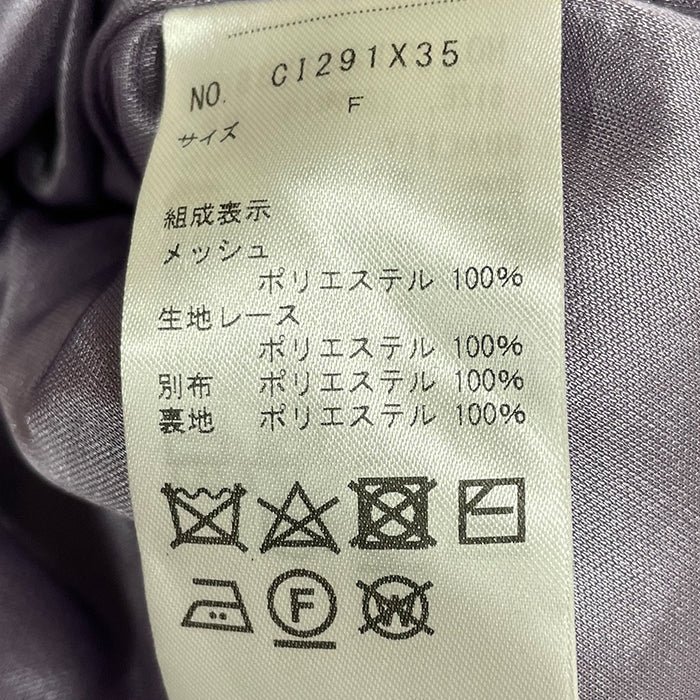 NO. CI291X35
サイズ F
組成表示
メッシュ
ポリエステル 100%
生地レース
ポリエステル 100%
別布 ポリエステル 100%
裏地 ポリエステル 100%
F W